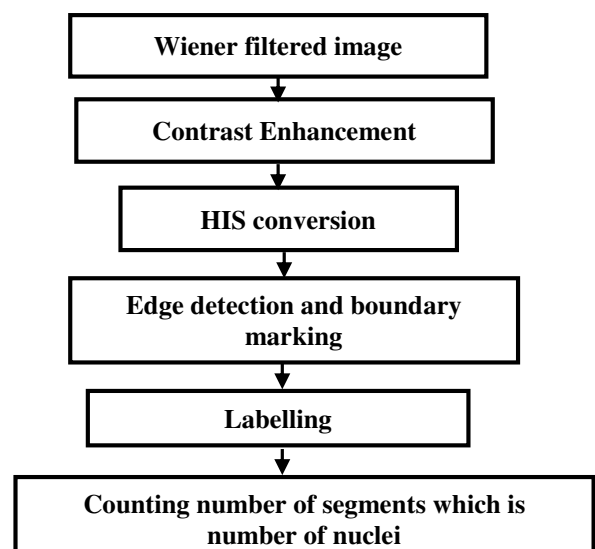 Wiener filtered image
Contrast Enhancement
HIS conversion
Edge detection and boundary
marking
Labelling
Counting number of segments which is
number of nuclei